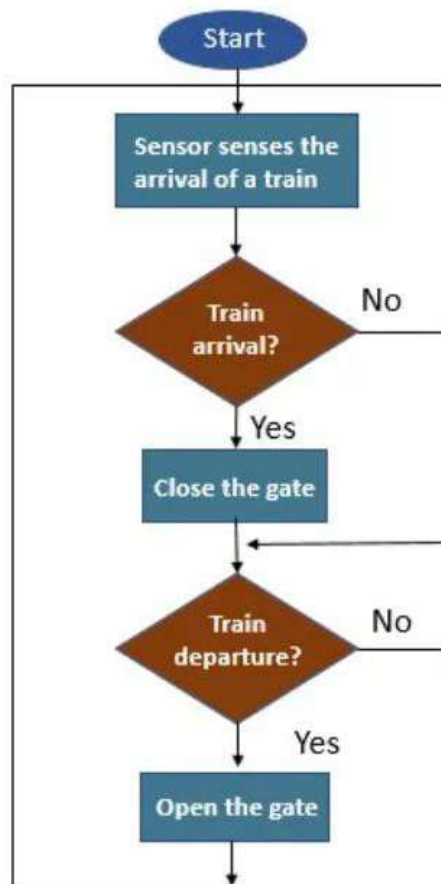 Start
Sensor senses the
arrival of a train
Train
arrival?
No
Yes
Close the gate
Train
departure?
No
Yes
Open the gate